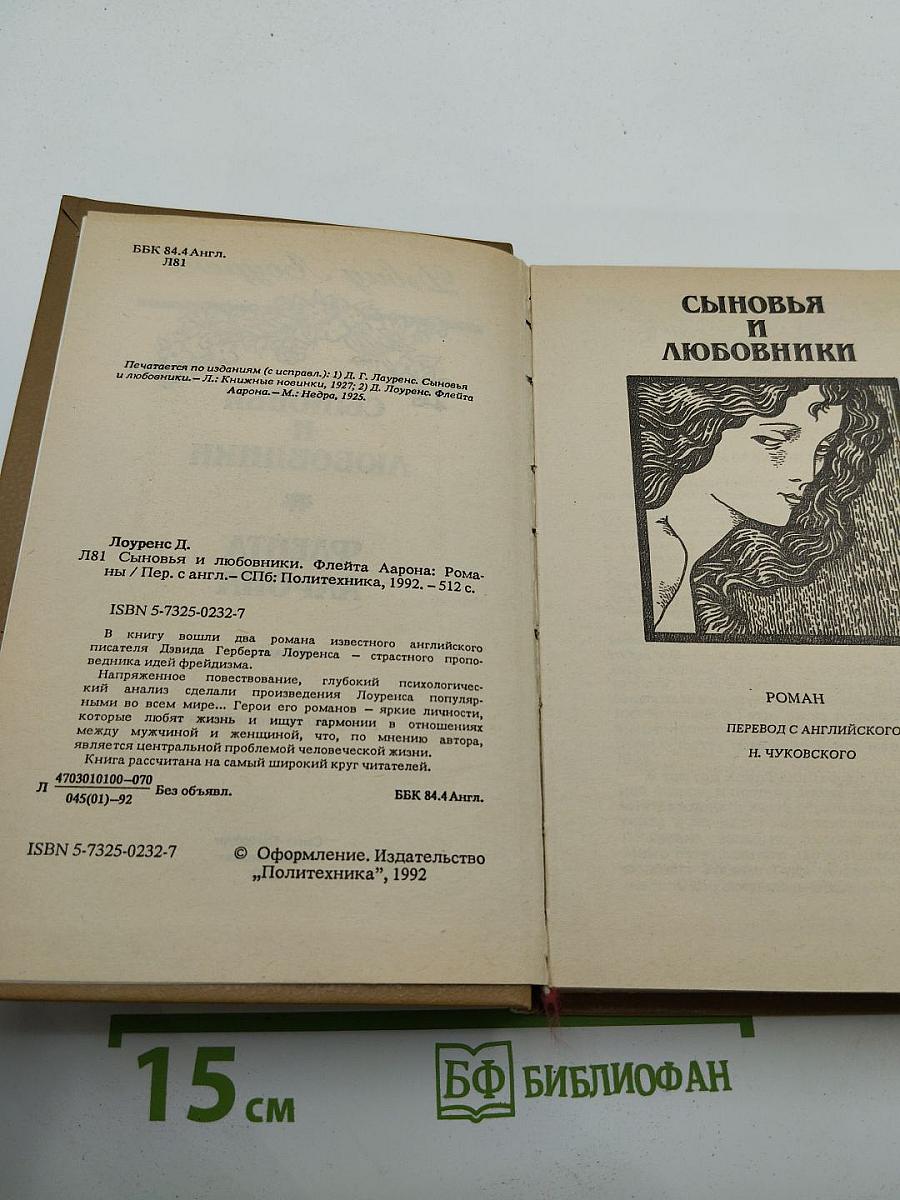 ББК 84.4 Англ.
Л81
Печатается по изданиям (с исправл.): 1) Д. Г. Лауренс. Сыновья
и любовники. – Л.: Книжные новинки, 1927; 2) Д. Лоуренс. Флейта
Аарона. – М.: Недра, 1925.
Лоуренс Д.
Л81 Сыновья и любовники. Флейта Аарона: Рома-
ны / Пер. с англ. – СПб: Политехника, 1992. – 512 с.
ISBN 5-7325-0232-7
В книгу вошли два романа известного английского
писателя Дэвида Герберта Лоуренса – страстного пропо-
ведника идей фрейдизма.
Напряженное повествование, глубокий психологичес-
кий анализ сделали произведения Лоуренса популяр-
ными во всем мире... Герои его романов – яркие личности,
которые любят жизнь и ищут гармонии в отношениях
между мужчиной и женщиной, что, по мнению автора,
является центральной проблемой человеческой жизни.
Книга рассчитана на самый широкий круг читателей.
Л 4703010100–070
045(01)–92 Без объявл.
ББК 84.4 Англ.
ISBN 5-7325-0232-7
© Оформление. Издательство
„Политехника”, 1992
СЫНОВЬЯ
И
ЛЮБОВНИКИ
РОМАН
ПЕРЕВОД С АНГЛИЙСКОГО
Н. ЧУКОВСКОГО
15 см
БФ БИБЛИОФАН